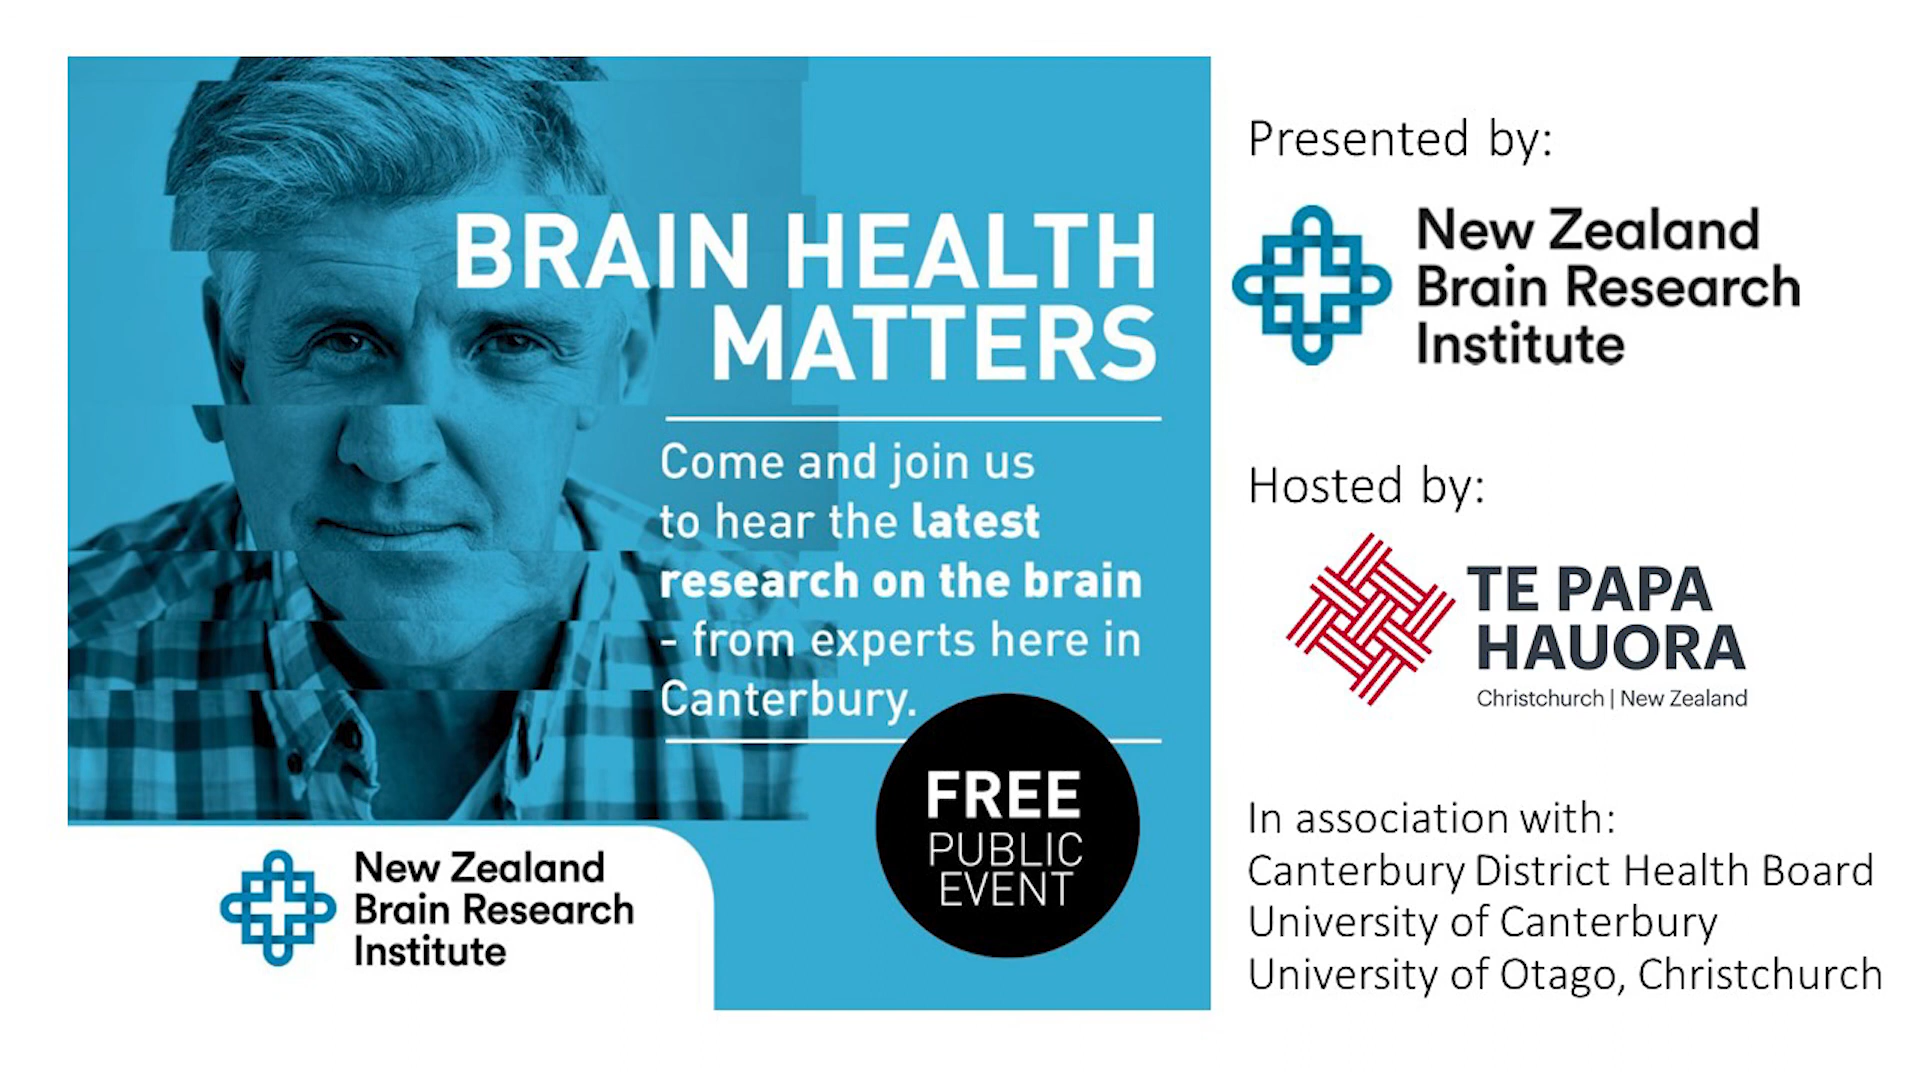 BRAIN HEALTH
MATTERS
Come and join us
to hear the latest
research on the brain
- from experts here in
Canterbury.
FREE
PUBLIC
EVENT
New Zealand
Brain Research
Institute
Presented by:
New Zealand
Brain Research
Institute
Hosted by:
TE PAPA
HAUORA
Christchurch | New Zealand
In association with:
Canterbury District Health Board
University of Canterbury
University of Otago, Christchurch